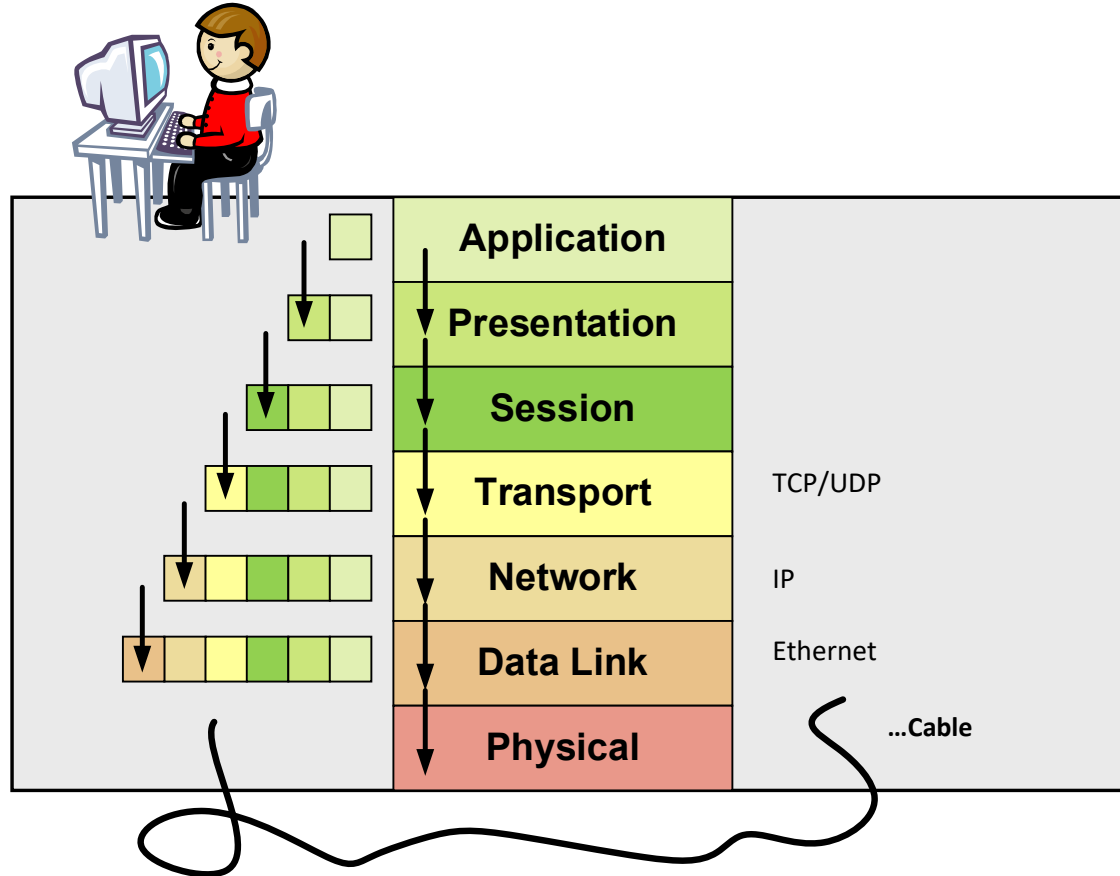 Application
Presentation
Session
Transport
TCP/UDP
Network
IP
Data Link
Ethernet
Physical
...Cable